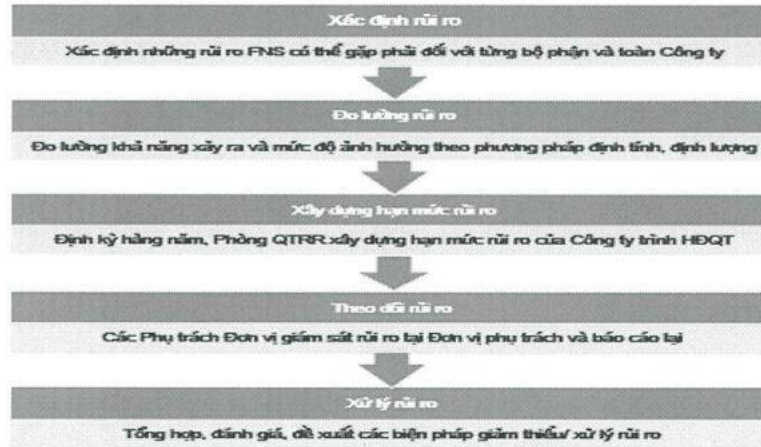 Xác định rủi ro
Xác định những rủi ro FNS có thể gặp phải đối với từng bộ phận và toàn Công ty
Đo lường rủi ro
Đo lường khả năng xảy ra và mức độ ảnh hưởng theo phương pháp định tính, định lượng
Xây dựng hạn mức rủi ro
Định kỳ hàng năm, Phòng QTRR xây dựng hạn mức rủi ro của Công ty trình HĐQT
Theo dõi rủi ro
Các Phụ trách Đơn vị giám sát rủi ro tại Đơn vị phụ trách và báo cáo lại
Xử lý rủi ro
Tổng hợp, đánh giá, đề xuất các biện pháp giảm thiểu/ xử lý rủi ro